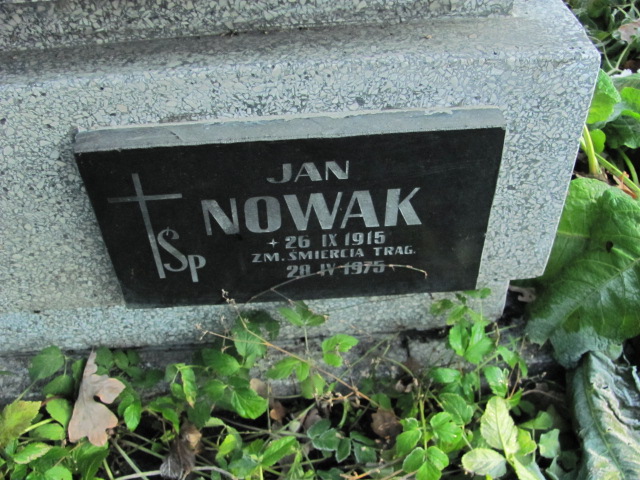 JAN
NOWAK
ŚP
* 26 IX 1915
ZM. ŚMIERCIĄ TRAG.
28 IV 1975